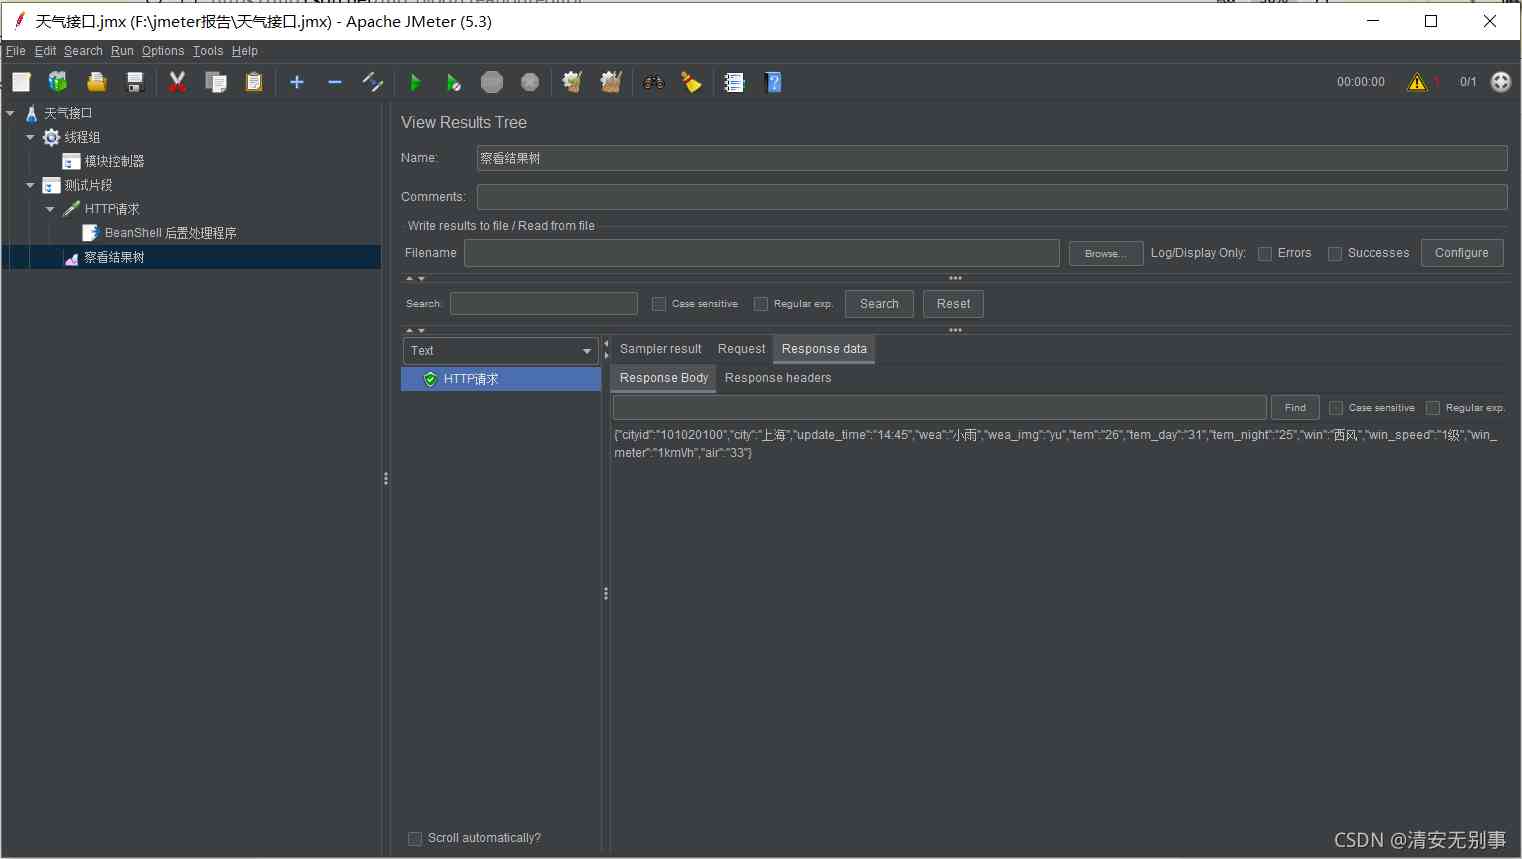 天气接口.jmx (F:\jmeter报告\天气接口.jmx) - Apache JMeter (5.3)
File Edit Search Run Options Tools Help
00:00:00 1 0/1
天气接口
线程组
模块控制器
测试片段
HTTP请求
BeanShell 后置处理程序
察看结果树
View Results Tree
Name: 察看结果树
Comments:
Write results to file / Read from file
Filename Browse... Log/Display Only: Errors Successes Configure
Search: Case sensitive Regular exp. Search Reset
Text
HTTP请求
Sampler result Request Response data
Response Body Response headers
Find Case sensitive Regular exp.
{"cityid":"101020100","city":"上海","update_time":"14:45","wea":"小雨","wea_img":"yu","tem":"26","tem_day":"31","tem_night":"25","win":"西风","win_speed":"1级","win_
meter":"1km\/h","air":"33"}
Scroll automatically?
CSDN @清安无别事